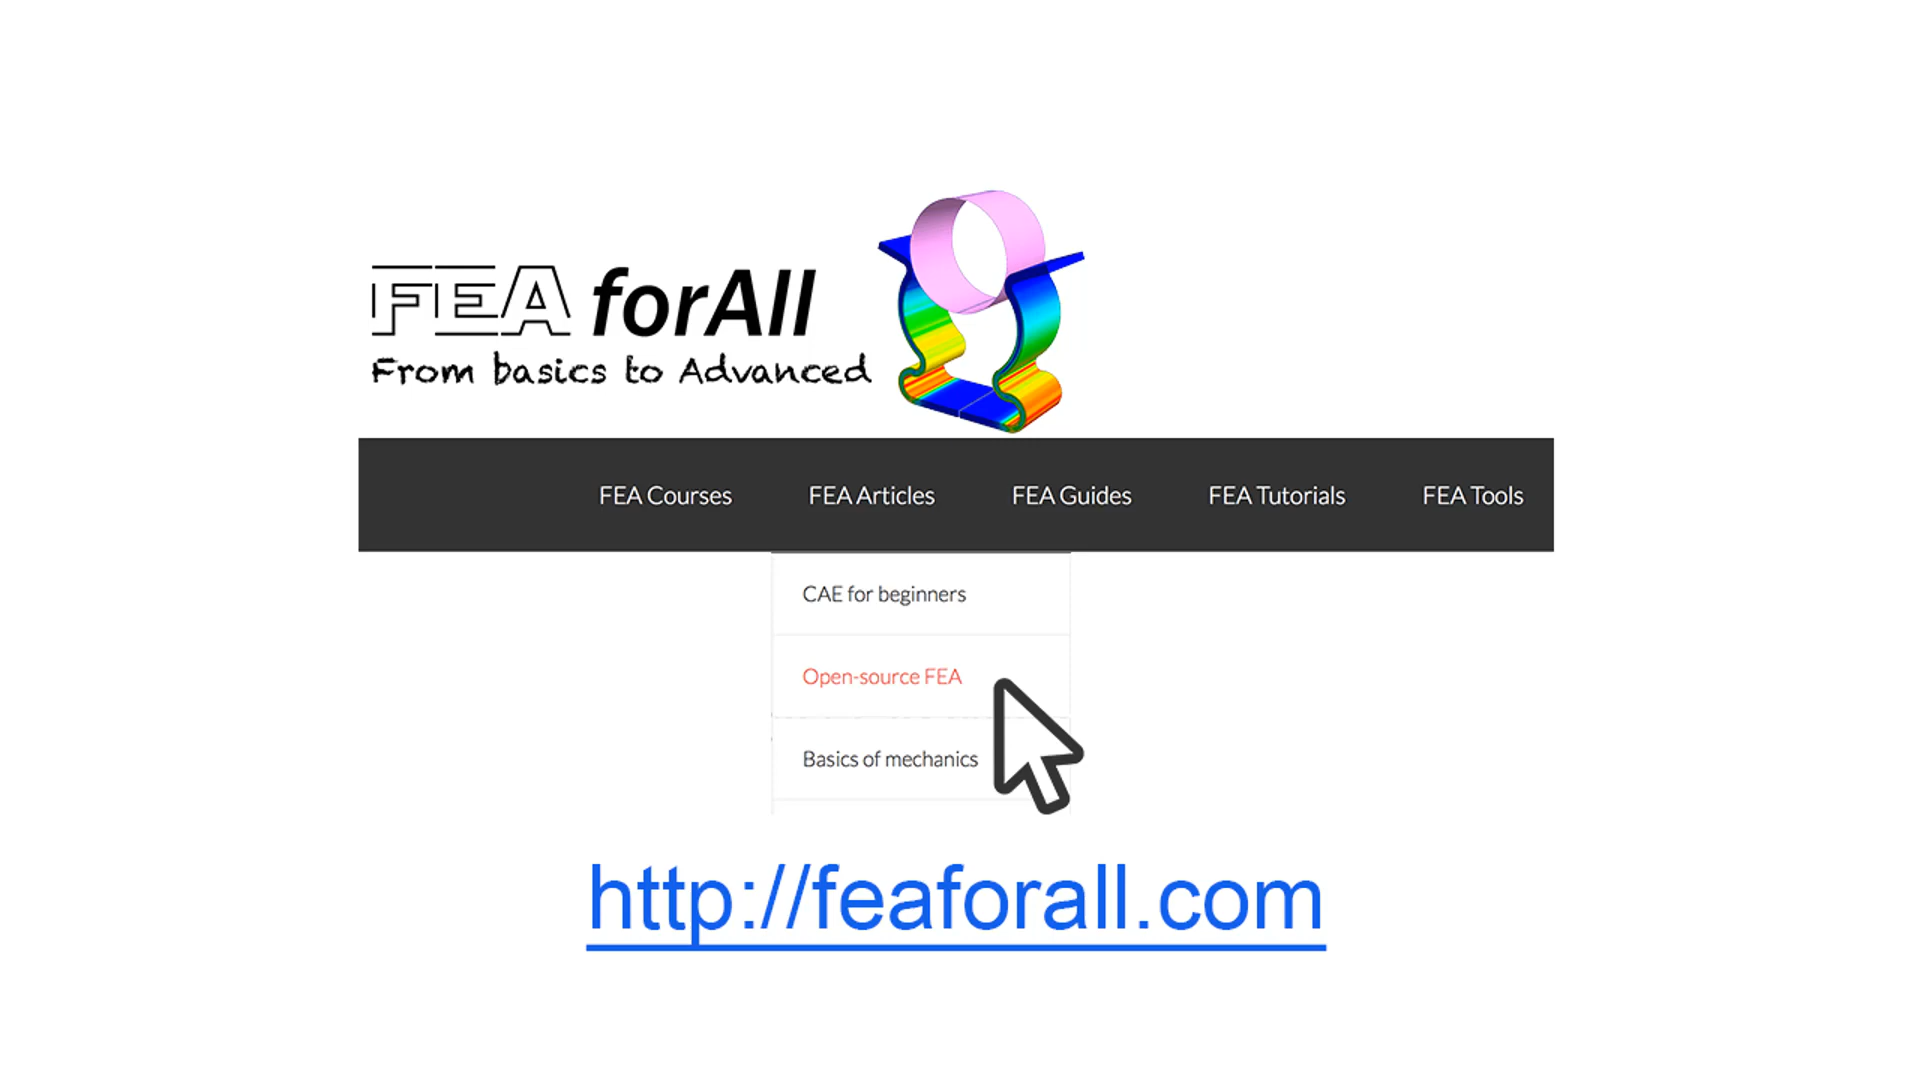 FEA forAll
From basics to Advanced
FEA Courses FEA Articles FEA Guides FEA Tutorials FEA Tools
CAE for beginners
Open-source FEA
Basics of mechanics
http://feaforall.com